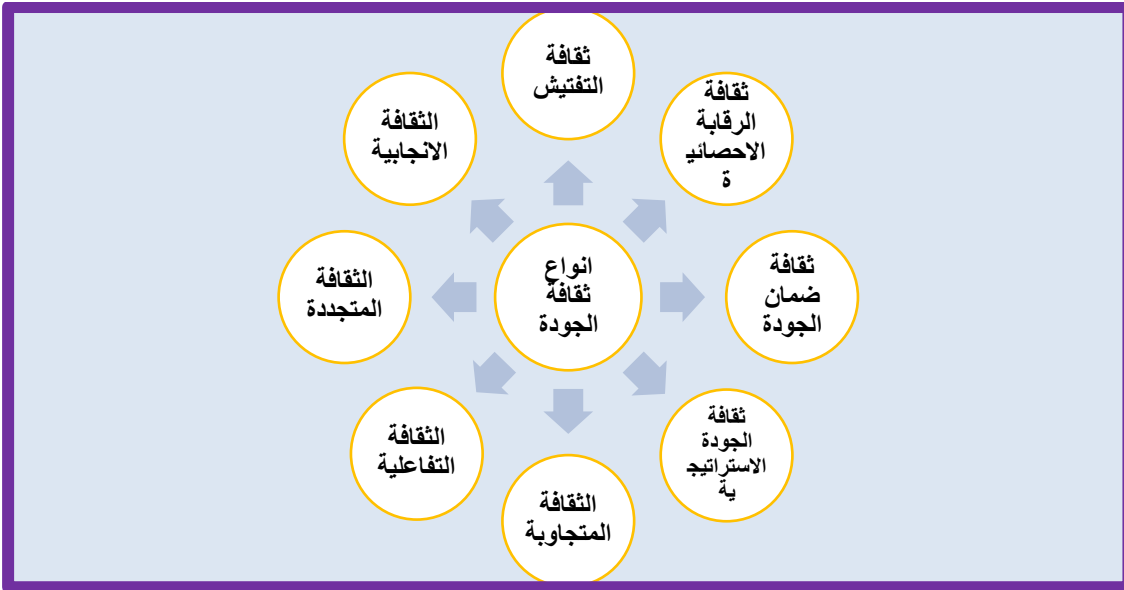 انواع
ثقافة
الجودة
ثقافة
التفتيش
ثقافة
الرقابة
الاحصائي
ة
ثقافة
ضمان
الجودة
ثقافة
الجودة
الاستراتيج
ية
الثقافة
المتجاوبة
الثقافة
التفاعلية
الثقافة
المتجددة
الثقافة
الانجابية